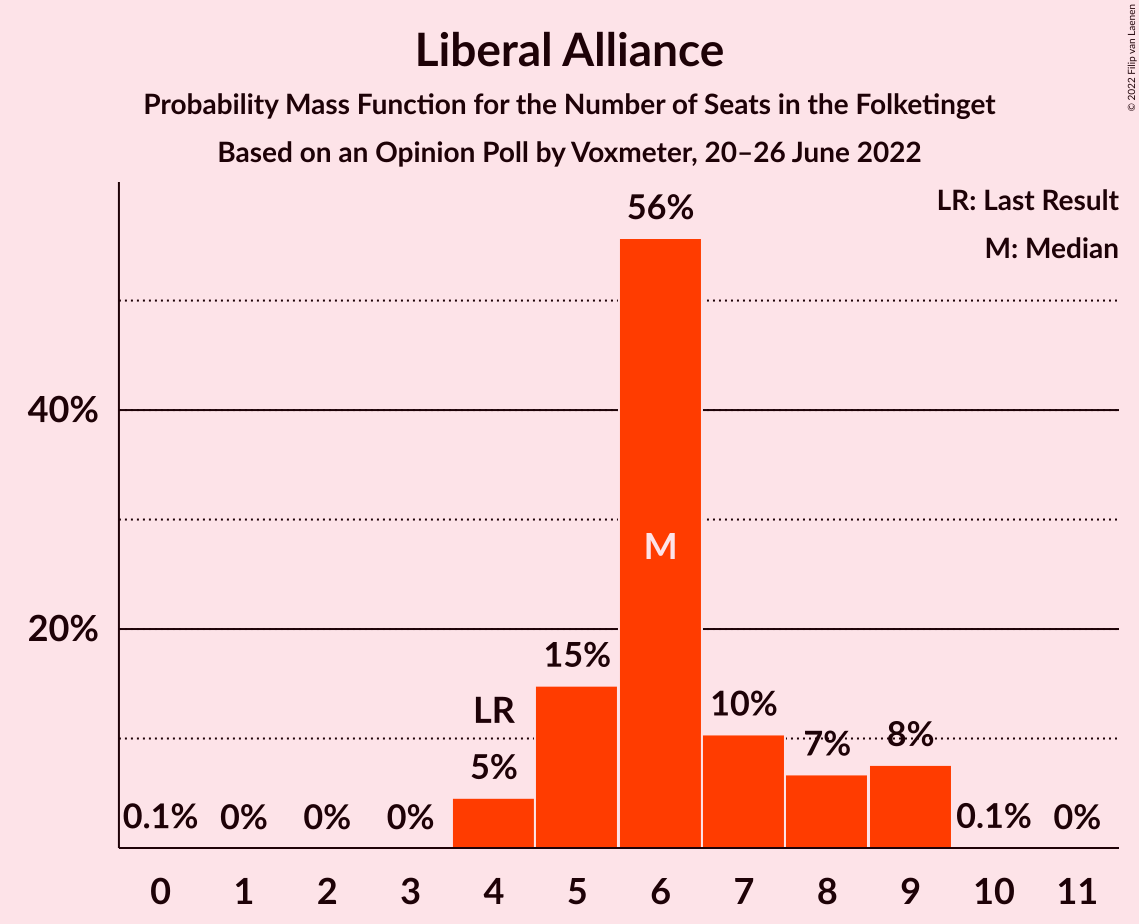 Liberal Alliance
Probability Mass Function for the Number of Seats in the Folketinget
Based on an Opinion Poll by Voxmeter, 20–26 June 2022
© 2022 Filip van Laenen
LR: Last Result
M: Median
56%
40%
M
20%
15%
LR
10%
8%
7%
5%
0.1% 0% 0% 0% 0.1% 0%
0 1 2 3 4 5 6 7 8 9 10 11